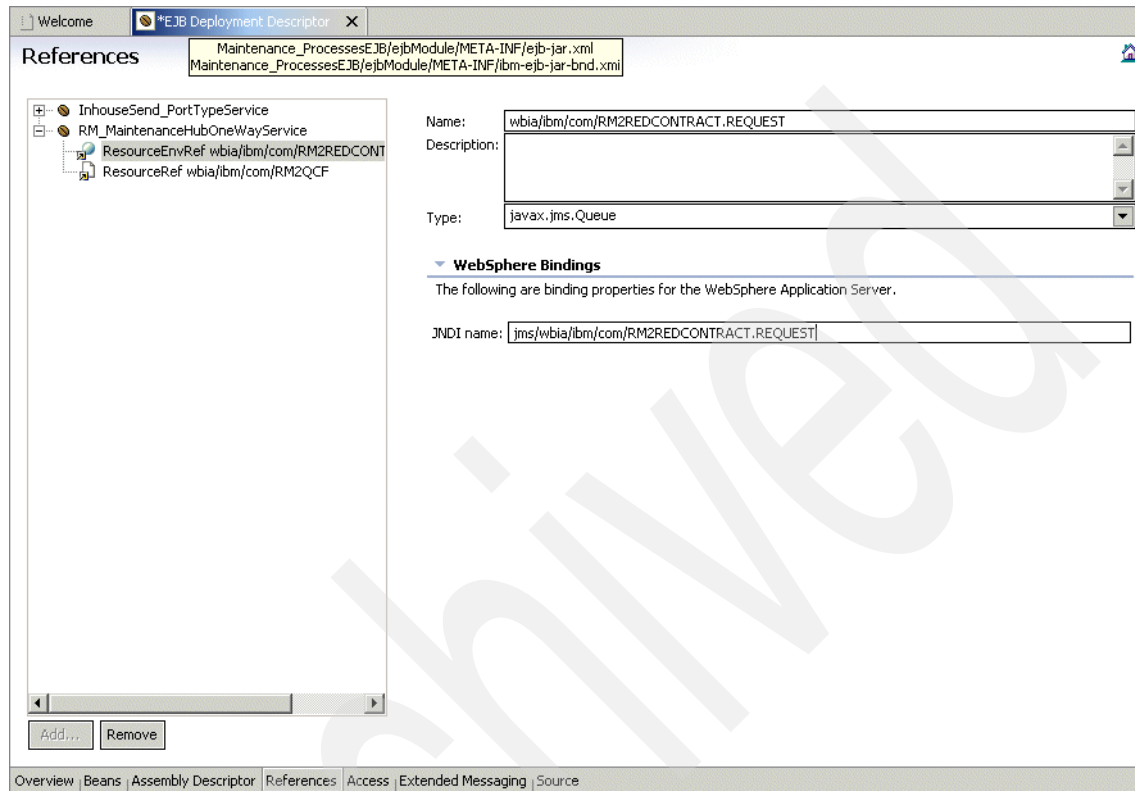 Welcome
*EJB Deployment Descriptor X
References
Maintenance_ProcessesEJB/ejbModule/META-INF/ejb-jar.xml
Maintenance_ProcessesEJB/ejbModule/META-INF/ibm-ejb-jar-bnd.xmi
InhouseSend_PortTypeService
RM_MaintenanceHubOneWayService
ResourceEnvRef wbia/ibm/com/RM2REDCONT
ResourceRef wbia/ibm/com/RM2QCF
Name: wbia/ibm/com/RM2REDCONTRACT.REQUEST
Description:
Type: javax.jms.Queue
WebSphere Bindings
The following are binding properties for the WebSphere Application Server.
JNDI name: jms/wbia/ibm/com/RM2REDCONTRACT.REQUEST
Add... Remove
Overview Beans Assembly Descriptor References Access Extended Messaging Source
hived